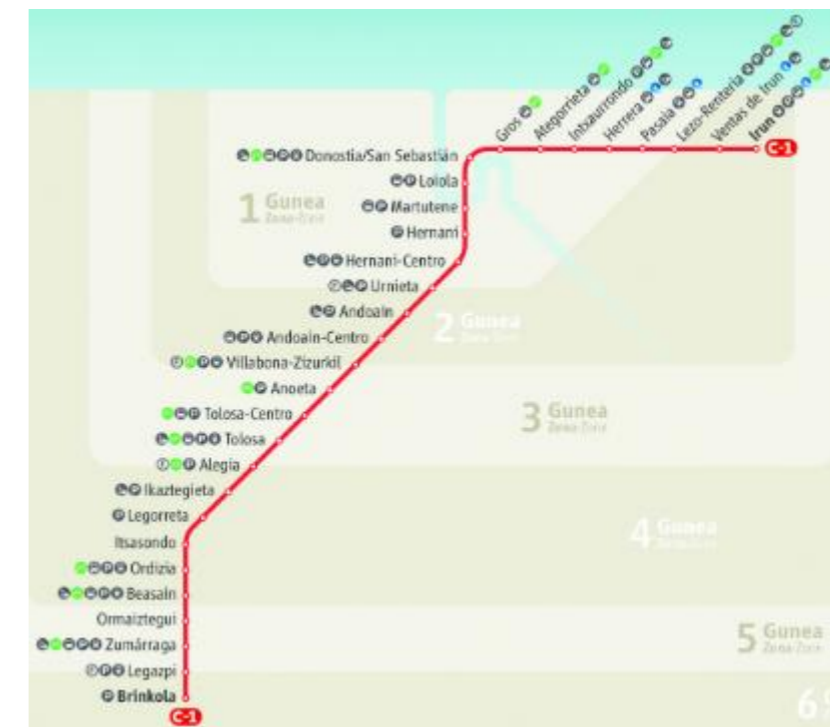 Gros
Ategorrieta
Intxaurrondo
Herrera
Pasaia
Lezo-Renteria
Ventas de Irun
Irun
C-1
Donostia/San Sebastián
Loiola
1 Gunea
Martutene
Hernani
Hernani-Centro
Urnieta
Andoain
2 Gunea
Andoain-Centro
Villabona-Zizurkil
Anoeta
3 Gunea
Tolosa-Centro
Tolosa
Alegia
Ikaztegieta
Legorreta
4 Gunea
Itsasondo
Ordizia
Beasain
Ormaiztegui
5 Gunea
Zumárraga
Legazpi
Brinkola
6
C-1